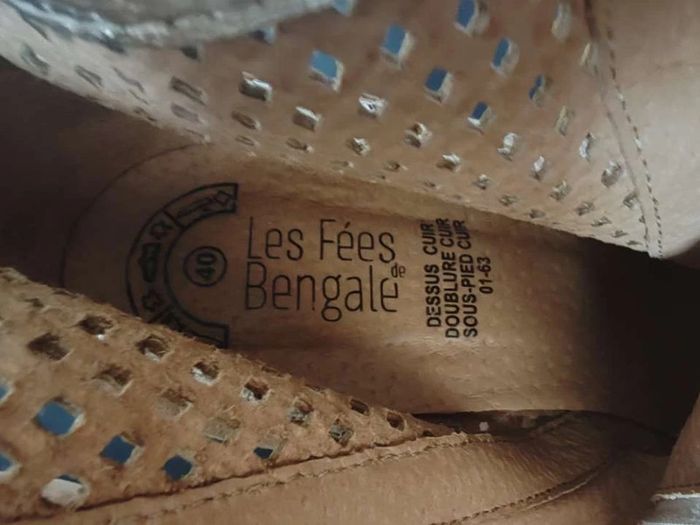 40
Les Fées
de
Bengale
DESSUS CUIR
DOUBLURE CUIR
SOUS-PIED CUIR
01-63